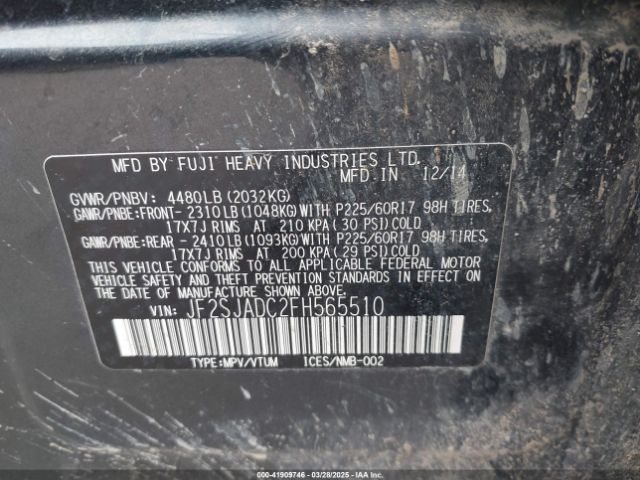 MFD BY FUJI HEAVY INDUSTRIES LTD.
MFD IN 12/14
GVWR/PNBV: 4480LB (2032KG)
GAWR/PNBE:FRONT- 2310LB (1048KG)WITH P225/60R17 98H TIRES,
17X7J RIMS AT 210 KPA ( 30 PSI)COLD
GAWR/PNBE:REAR - 2410LB (1093KG)WITH P225/60R17 98H TIRES,
17X7J RIMS AT 200 KPA ( 29 PSI)COLD
THIS VEHICLE CONFORMS TO ALL APPLICABLE FEDERAL MOTOR
VEHICLE SAFETY AND THEFT PREVENTION STANDARDS IN EFFECT ON
THE DATE OF MANUFACTURE SHOWN ABOVE.
VIN: JF2SJADC2FH565510
TYPE:MPV/VTUM ICES/NMB-002
000-41909746 03/28/2025 IAAI.COM